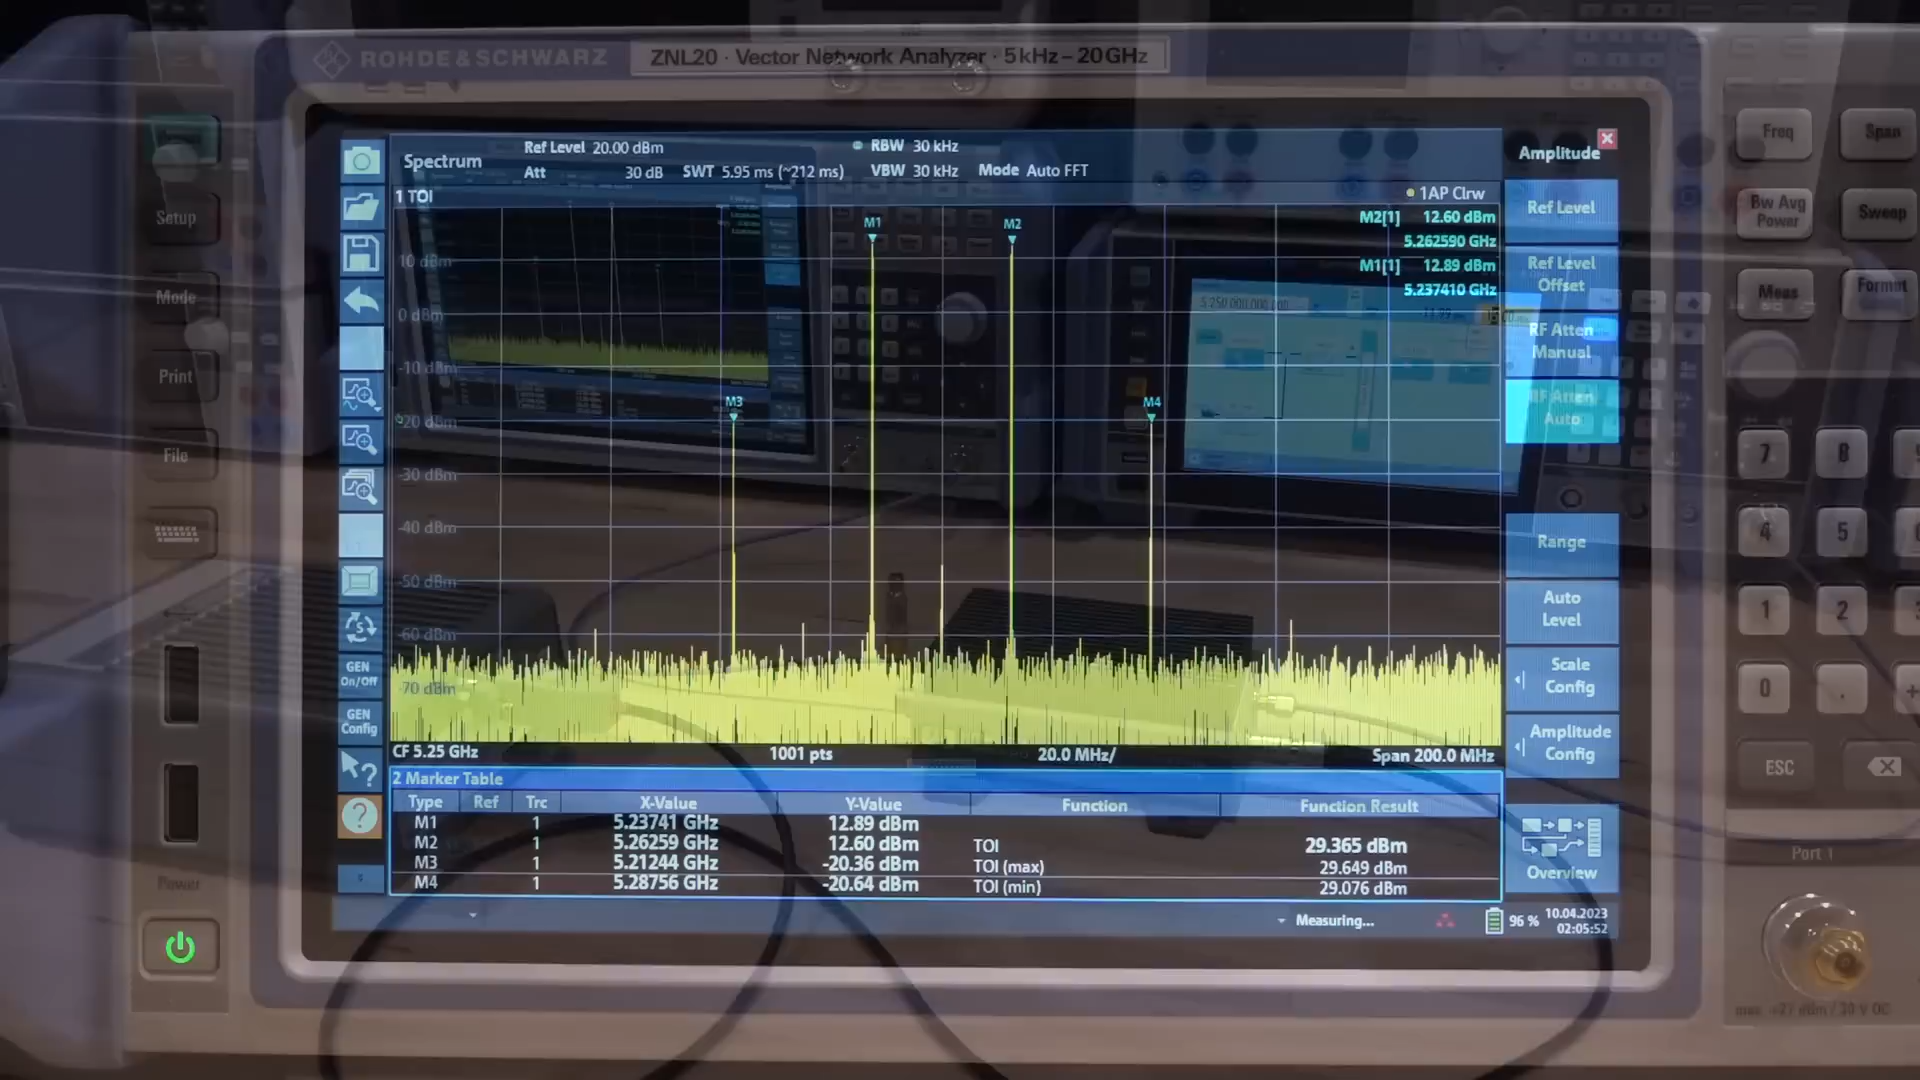 ROHDE & SCHWARZ
ZNL20 · Vector Network Analyzer · 5 kHz – 20 GHz
Spectrum
Ref Level 20.00 dBm
RBW 30 kHz
Att 30 dB SWT 5.95 ms (~212 ms) VBW 30 kHz Mode Auto FFT
1 TOI
1AP Clrw
M1
M2
M2[1] 12.60 dBm
5.262590 GHz
M1[1] 12.89 dBm
5.237410 GHz
10 dBm
0 dBm
-10 dBm
M3
M4
-20 dBm
-30 dBm
-40 dBm
-50 dBm
-60 dBm
-70 dBm
CF 5.25 GHz
1001 pts
20.0 MHz/
Span 200.0 MHz
2 Marker Table
Type Ref Trc X-Value Y-Value Function Function Result
M1 1 5.23741 GHz 12.89 dBm
M2 1 5.26259 GHz 12.60 dBm TOI 29.365 dBm
M3 1 5.21244 GHz -20.36 dBm TOI (max) 29.649 dBm
M4 1 5.28756 GHz -20.64 dBm TOI (min) 29.076 dBm
Measuring...
96 %
10.04.2023
02:05:52
Amplitude
Ref Level
Ref Level
Offset
RF Atten
Manual
RF Atten
Auto
Range
Auto
Level
Scale
Config
Amplitude
Config
Overview
GEN
On/Off
GEN
Config
Setup
Mode
Print
File
Power
Freq
Span
Bw Avg
Power
Sweep
Meas
Format
7
8
4
5
1
2
0
.
ESC
Port 1